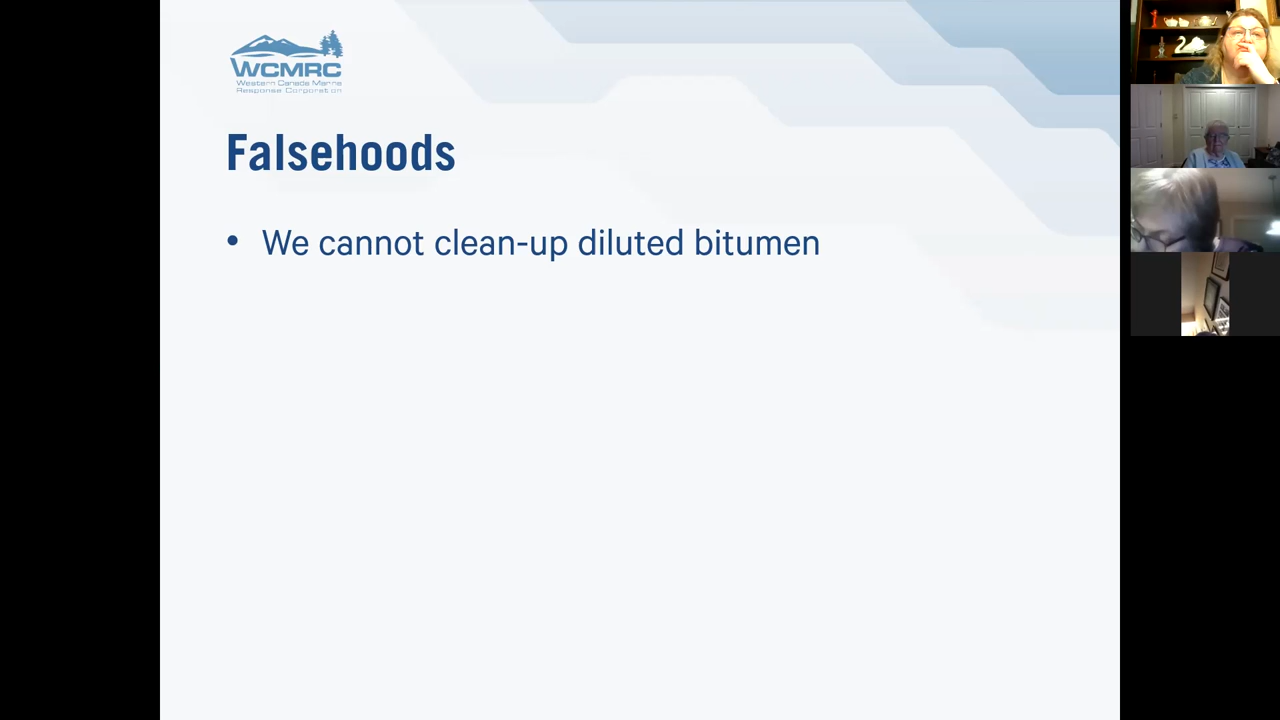 WCMRC
Western Canada Marine
Response Corporation
Falsehoods
• We cannot clean-up diluted bitumen